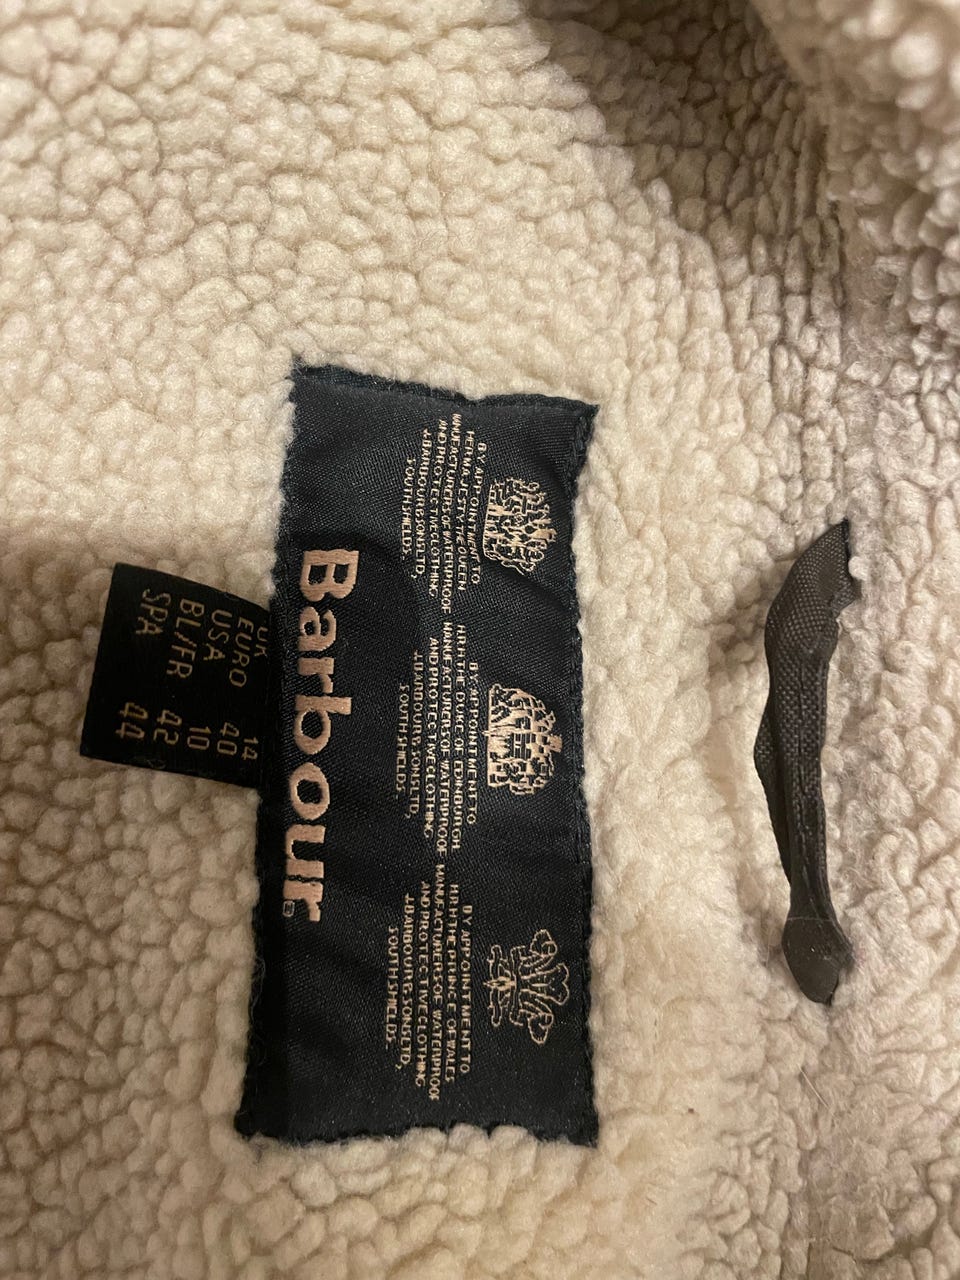 BY APPOINTMENT TO
HER MAJESTY THE QUEEN
MANUFACTURERS OF WATERPROOF
AND PROTECTIVE CLOTHING
J.BARBOUR & SONS LTD,
SOUTH SHIELDS.
BY APPOINTMENT TO
H.R.H THE DUKE OF EDINBURGH
MANUFACTURERS OF WATERPROOF
AND PROTECTIVE CLOTHING
J.BARBOUR & SONS LTD,
SOUTH SHIELDS
BY APPOINTMENT TO
H.R.H THE PRINCE OF WALES
MANUFACTURERS OF WATERPROOF
AND PROTECTIVE CLOTHING
J.BARBOUR & SONS LTD,
SOUTH SHIELDS.
Barbour®
UK 14
EURO 40
USA 10
BL/FR 42
SPA 44